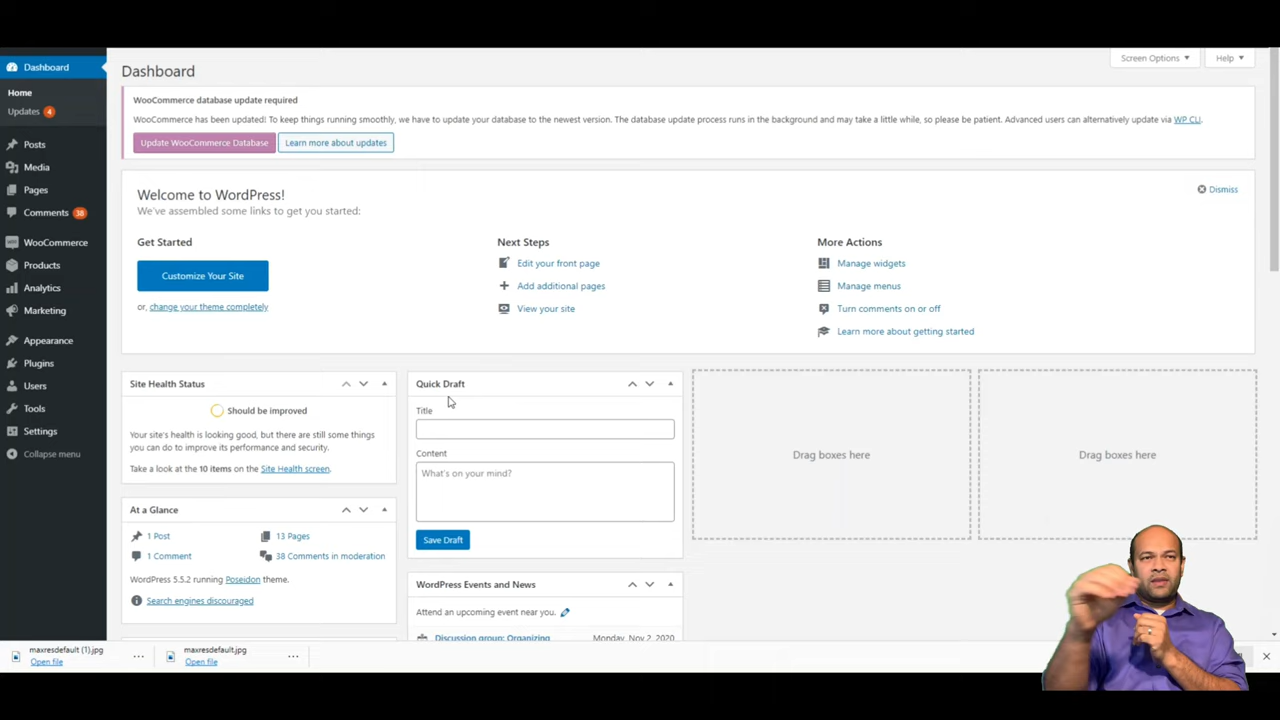 Dashboard
Home
Updates 4
Posts
Media
Pages
Comments 38
WooCommerce
Products
Analytics
Marketing
Appearance
Plugins
Users
Tools
Settings
Collapse menu
Screen Options
Help
Dashboard
WooCommerce database update required
WooCommerce has been updated! To keep things running smoothly, we have to update your database to the newest version. The database update process runs in the background and may take a little while, so please be patient. Advanced users can alternatively update via WP CLI.
Update WooCommerce Database
Learn more about updates
Welcome to WordPress!
Dismiss
We've assembled some links to get you started:
Get Started
Customize Your Site
or, change your theme completely
Next Steps
Edit your front page
Add additional pages
View your site
More Actions
Manage widgets
Manage menus
Turn comments on or off
Learn more about getting started
Site Health Status
Should be improved
Your site's health is looking good, but there are still some things
you can do to improve its performance and security.
Take a look at the 10 items on the Site Health screen.
At a Glance
1 Post
13 Pages
1 Comment
38 Comments in moderation
WordPress 5.5.2 running Poseidon theme.
Search engines discouraged
Quick Draft
Title
Content
What's on your mind?
Save Draft
WordPress Events and News
Attend an upcoming event near you.
Discussion group: Organizing
Monday, Nov 2, 2020
Drag boxes here
Drag boxes here
maxresdefault (1).jpg
Open file
maxresdefault.jpg
Open file